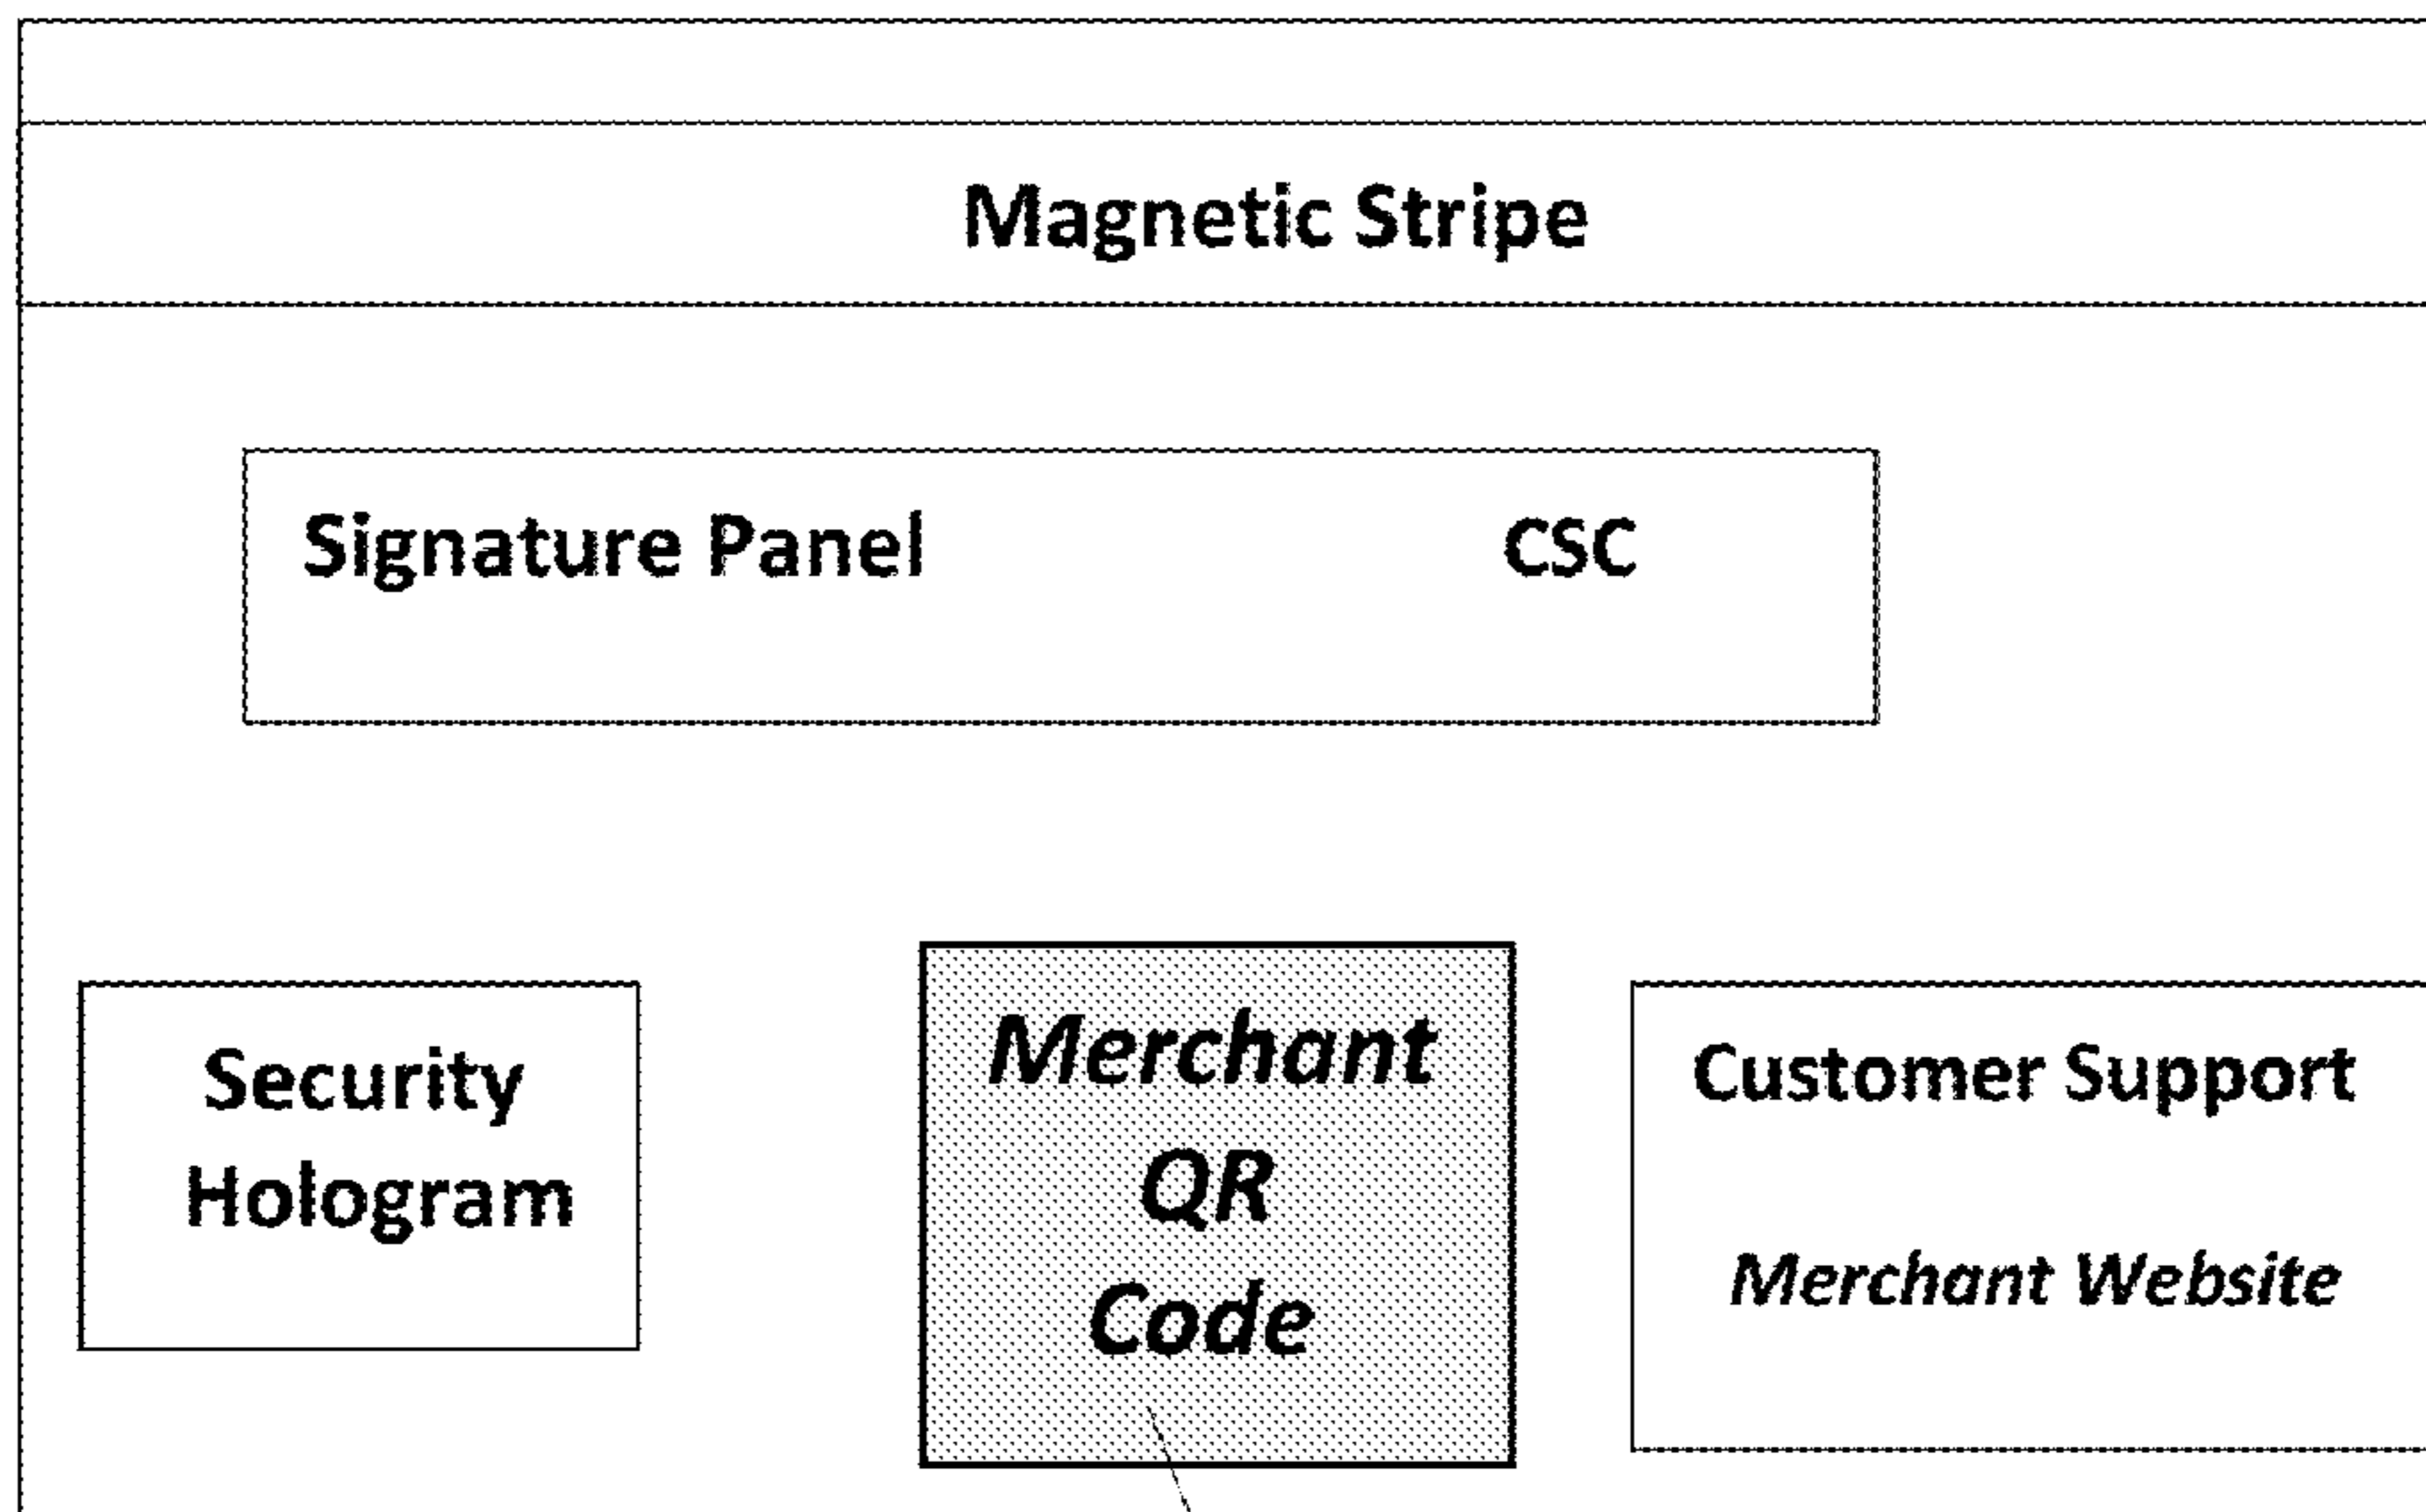 Magnetic Stripe
Signature Panel CSC
Security
Hologram
Merchant
QR
Code
Customer Support
Merchant Website